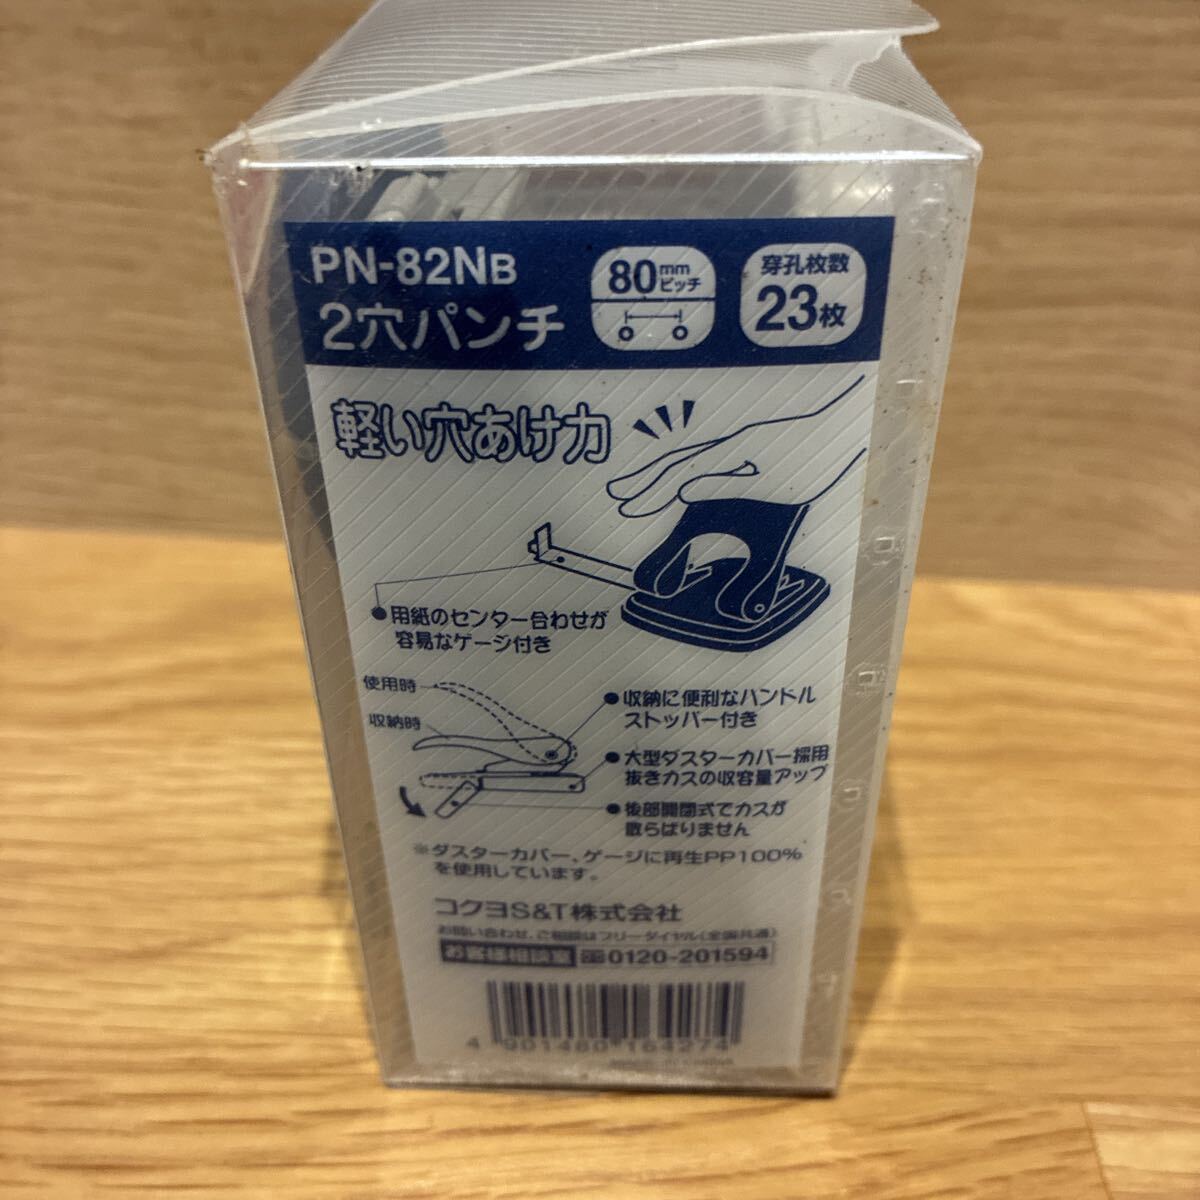 PN-82NB
2穴パンチ
80mm
ピッチ
穿孔枚数
23枚
軽い穴あけ力
●用紙のセンター合わせが
容易なゲージ付き
使用時
収納時
●収納に便利なハンドル
ストッパー付き
●大型ダスターカバー採用
抜きカスの収容量アップ
●後部開閉式でカスが
散らばりません
※ダスターカバー、ゲージに再生PP100%
を使用しています。
コクヨS&T株式会社
お問い合わせ、ご相談はフリーダイヤル(全国共通)
お客様相談室 0120-201594
4 901480 164274
MADE IN CHINA